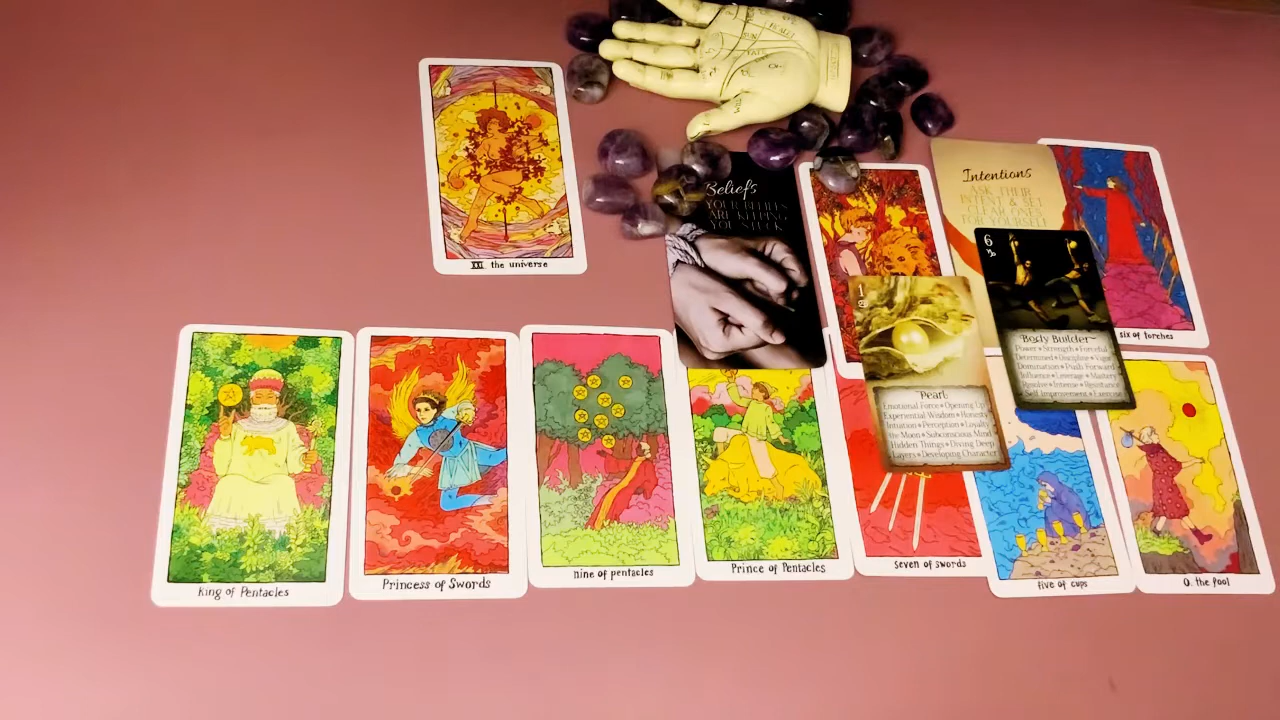 XXI the universe
Beliefs
YOUR BELIEFS
ARE KEEPING
YOU STUCK
Intentions
ASK THEIR
INTENT & SET
FOR YOURSELF
six of torches
6
Body Builder
Power • Strength • Forceful
Determined • Discipline • Vigor
Domination • Push Forward
Influence • Leverage • Mastery
Resolve • Intense • Resistance
Self Improvement • Exercise
1
Pearl
Emotional Force • Opening Up
Experiential Wisdom • Honesty
Intuition • Perception • Loyalty
the Moon • Subconscious Mind
Hidden Things • Diving Deep
Layers • Developing Character
King of Pentacles
Princess of Swords
nine of pentacles
Prince of Pentacles
seven of swords
five of cups
0. the fool